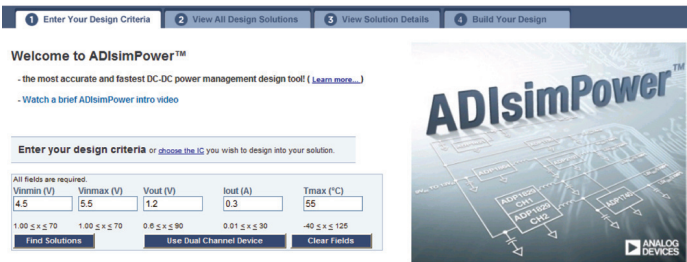 1 Enter Your Design Criteria
2 View All Design Solutions
3 View Solution Details
4 Build Your Design
Welcome to ADIsimPower™
- the most accurate and fastest DC-DC power management design tool! ( Learn more... )
- Watch a brief ADIsimPower intro video
Enter your design criteria or choose the IC you wish to design into your solution.
All fields are required.
Vinmin (V) Vinmax (V) Vout (V) Iout (A) Tmax (°C)
4.5 5.5 1.2 0.3 55
1.00 ≤ x ≤ 70 1.00 ≤ x ≤ 70 0.6 ≤ x ≤ 90 0.01 ≤ x ≤ 30 -40 ≤ x ≤ 125
Find Solutions Use Dual Channel Device Clear Fields
ADIsimPower™
ADP1829
CH1
ADP1829
CH2
ADP1740
ANALOG
DEVICES